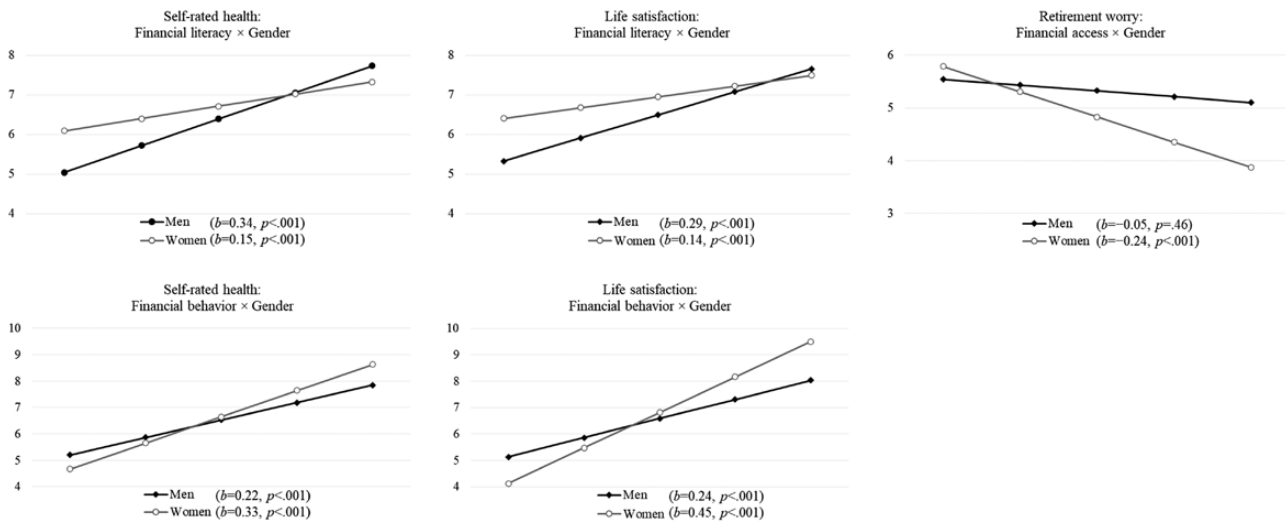 Self-rated health:
Financial literacy × Gender
8
7
6
5
4
Men (b=0.34, p<.001)
Women (b=0.15, p<.001)
Life satisfaction:
Financial literacy × Gender
8
7
6
5
4
Men (b=0.29, p<.001)
Women (b=0.14, p<.001)
Retirement worry:
Financial access × Gender
6
5
4
3
Men (b=−0.05, p=.46)
Women (b=−0.24, p<.001)
Self-rated health:
Financial behavior × Gender
10
9
8
7
6
5
4
Men (b=0.22, p<.001)
Women (b=0.33, p<.001)
Life satisfaction:
Financial behavior × Gender
10
9
8
7
6
5
4
Men (b=0.24, p<.001)
Women (b=0.45, p<.001)